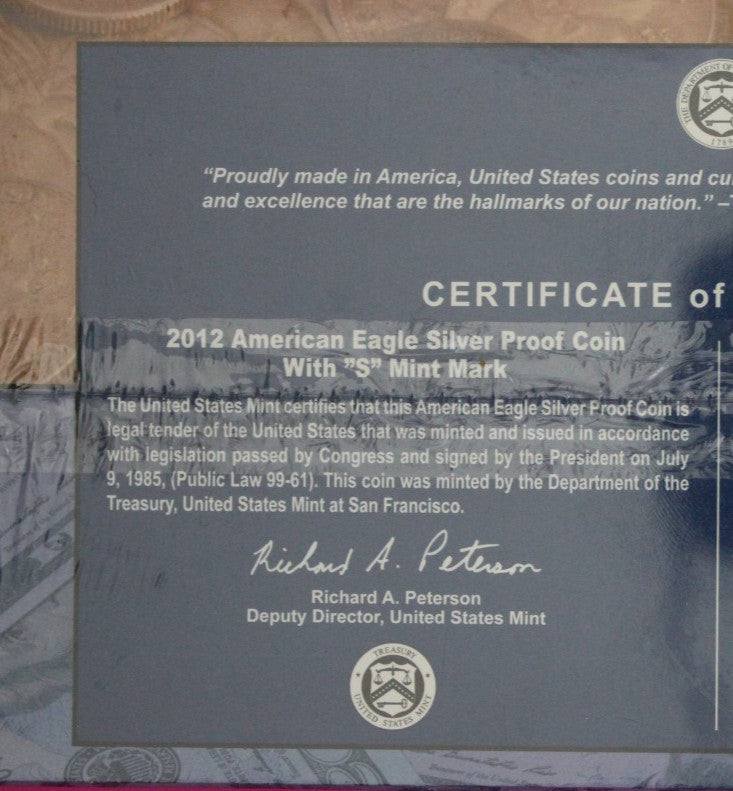 THE DEPARTMENT OF
1789
“Proudly made in America, United States coins and cu
and excellence that are the hallmarks of our nation.” –T
CERTIFICATE of
2012 American Eagle Silver Proof Coin
With ”S” Mint Mark
The United States Mint certifies that this American Eagle Silver Proof Coin is
legal tender of the United States that was minted and issued in accordance
with legislation passed by Congress and signed by the President on July
9, 1985, (Public Law 99-61). This coin was minted by the Department of the
Treasury, United States Mint at San Francisco.
Richard A. Peterson
Richard A. Peterson
Deputy Director, United States Mint
TREASURY
UNITED STATES MINT